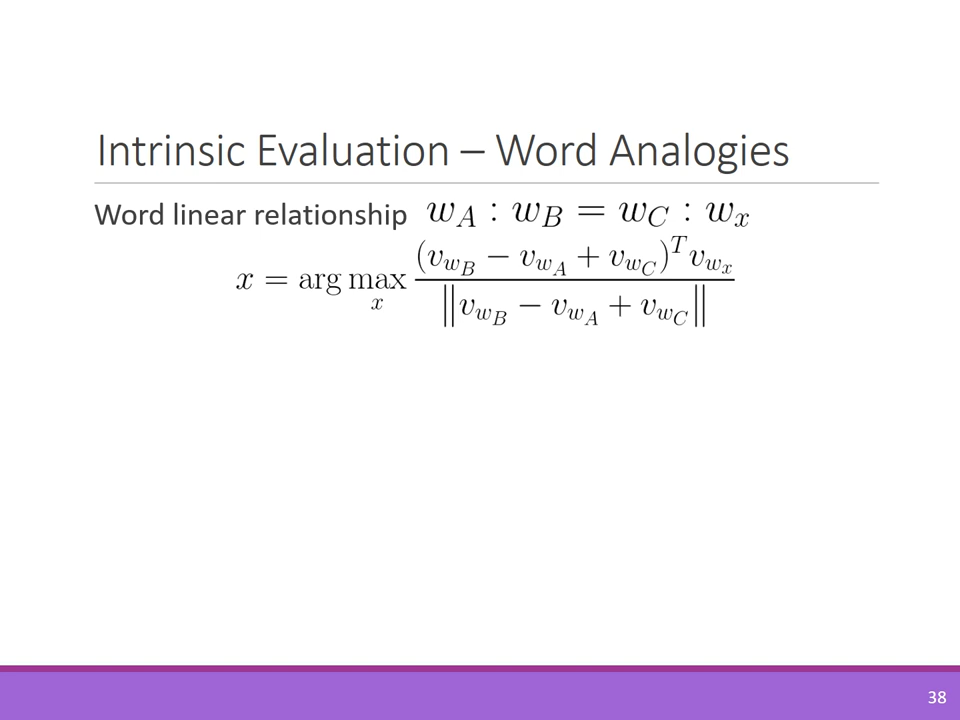 Intrinsic Evaluation – Word Analogies
Word linear relationship $w_A : w_B = w_C : w_x$
$x = \arg\max_x \frac{(v_{w_B} - v_{w_A} + v_{w_C})^T v_{w_x}}{\|v_{w_B} - v_{w_A} + v_{w_C}\|}$
38